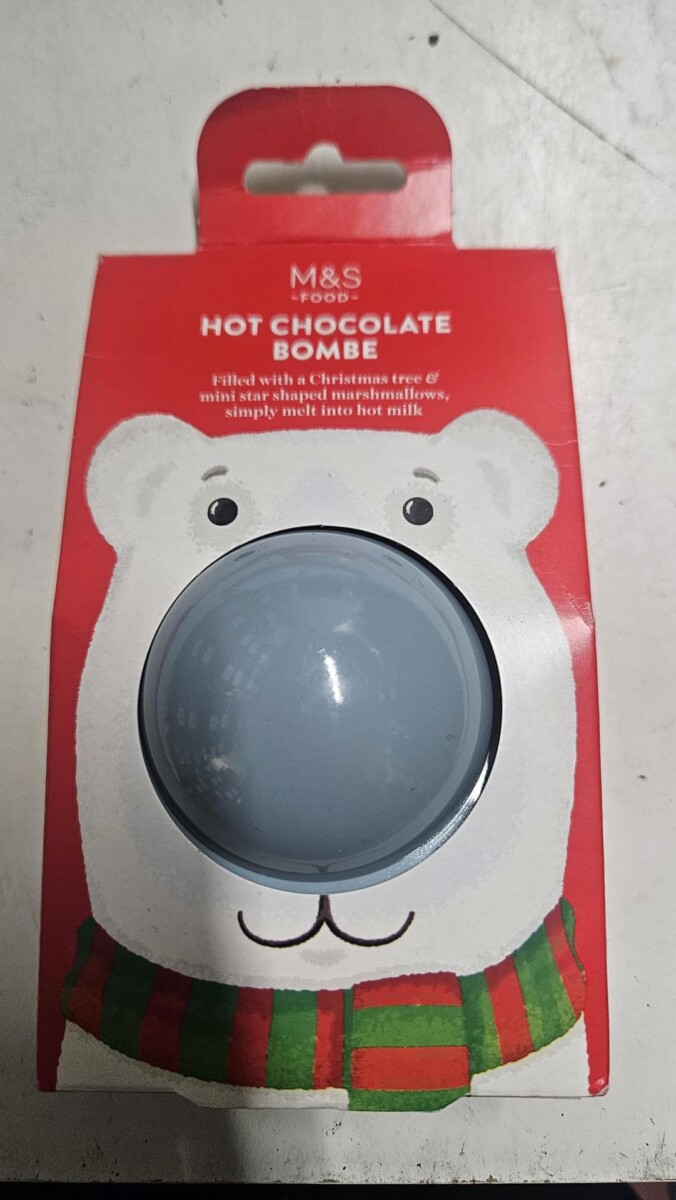 M&S
-FOOD-
HOT CHOCOLATE
BOMBE
Filled with a Christmas tree &
mini star shaped marshmallows,
simply melt into hot milk